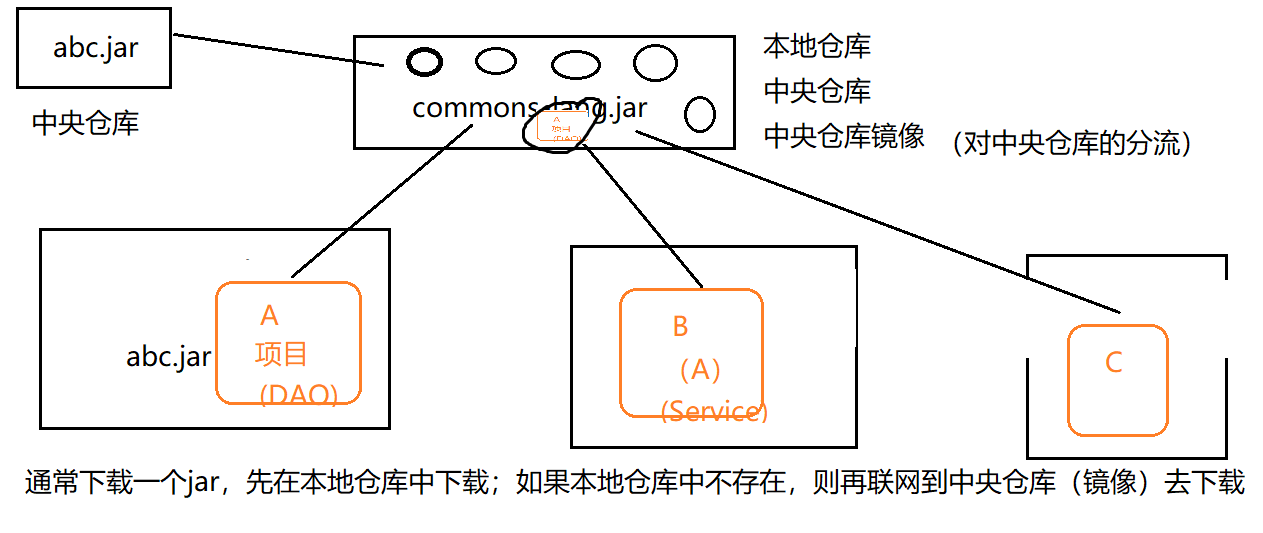 abc.jar
中央仓库
commons-lang.jar
A
项目
(DAO)
本地仓库
中央仓库
中央仓库镜像 (对中央仓库的分流)
abc.jar
A
项目
(DAO)
B
(A)
(Service)
C
通常下载一个jar，先在本地仓库中下载；如果本地仓库中不存在，则再联网到中央仓库（镜像）去下载